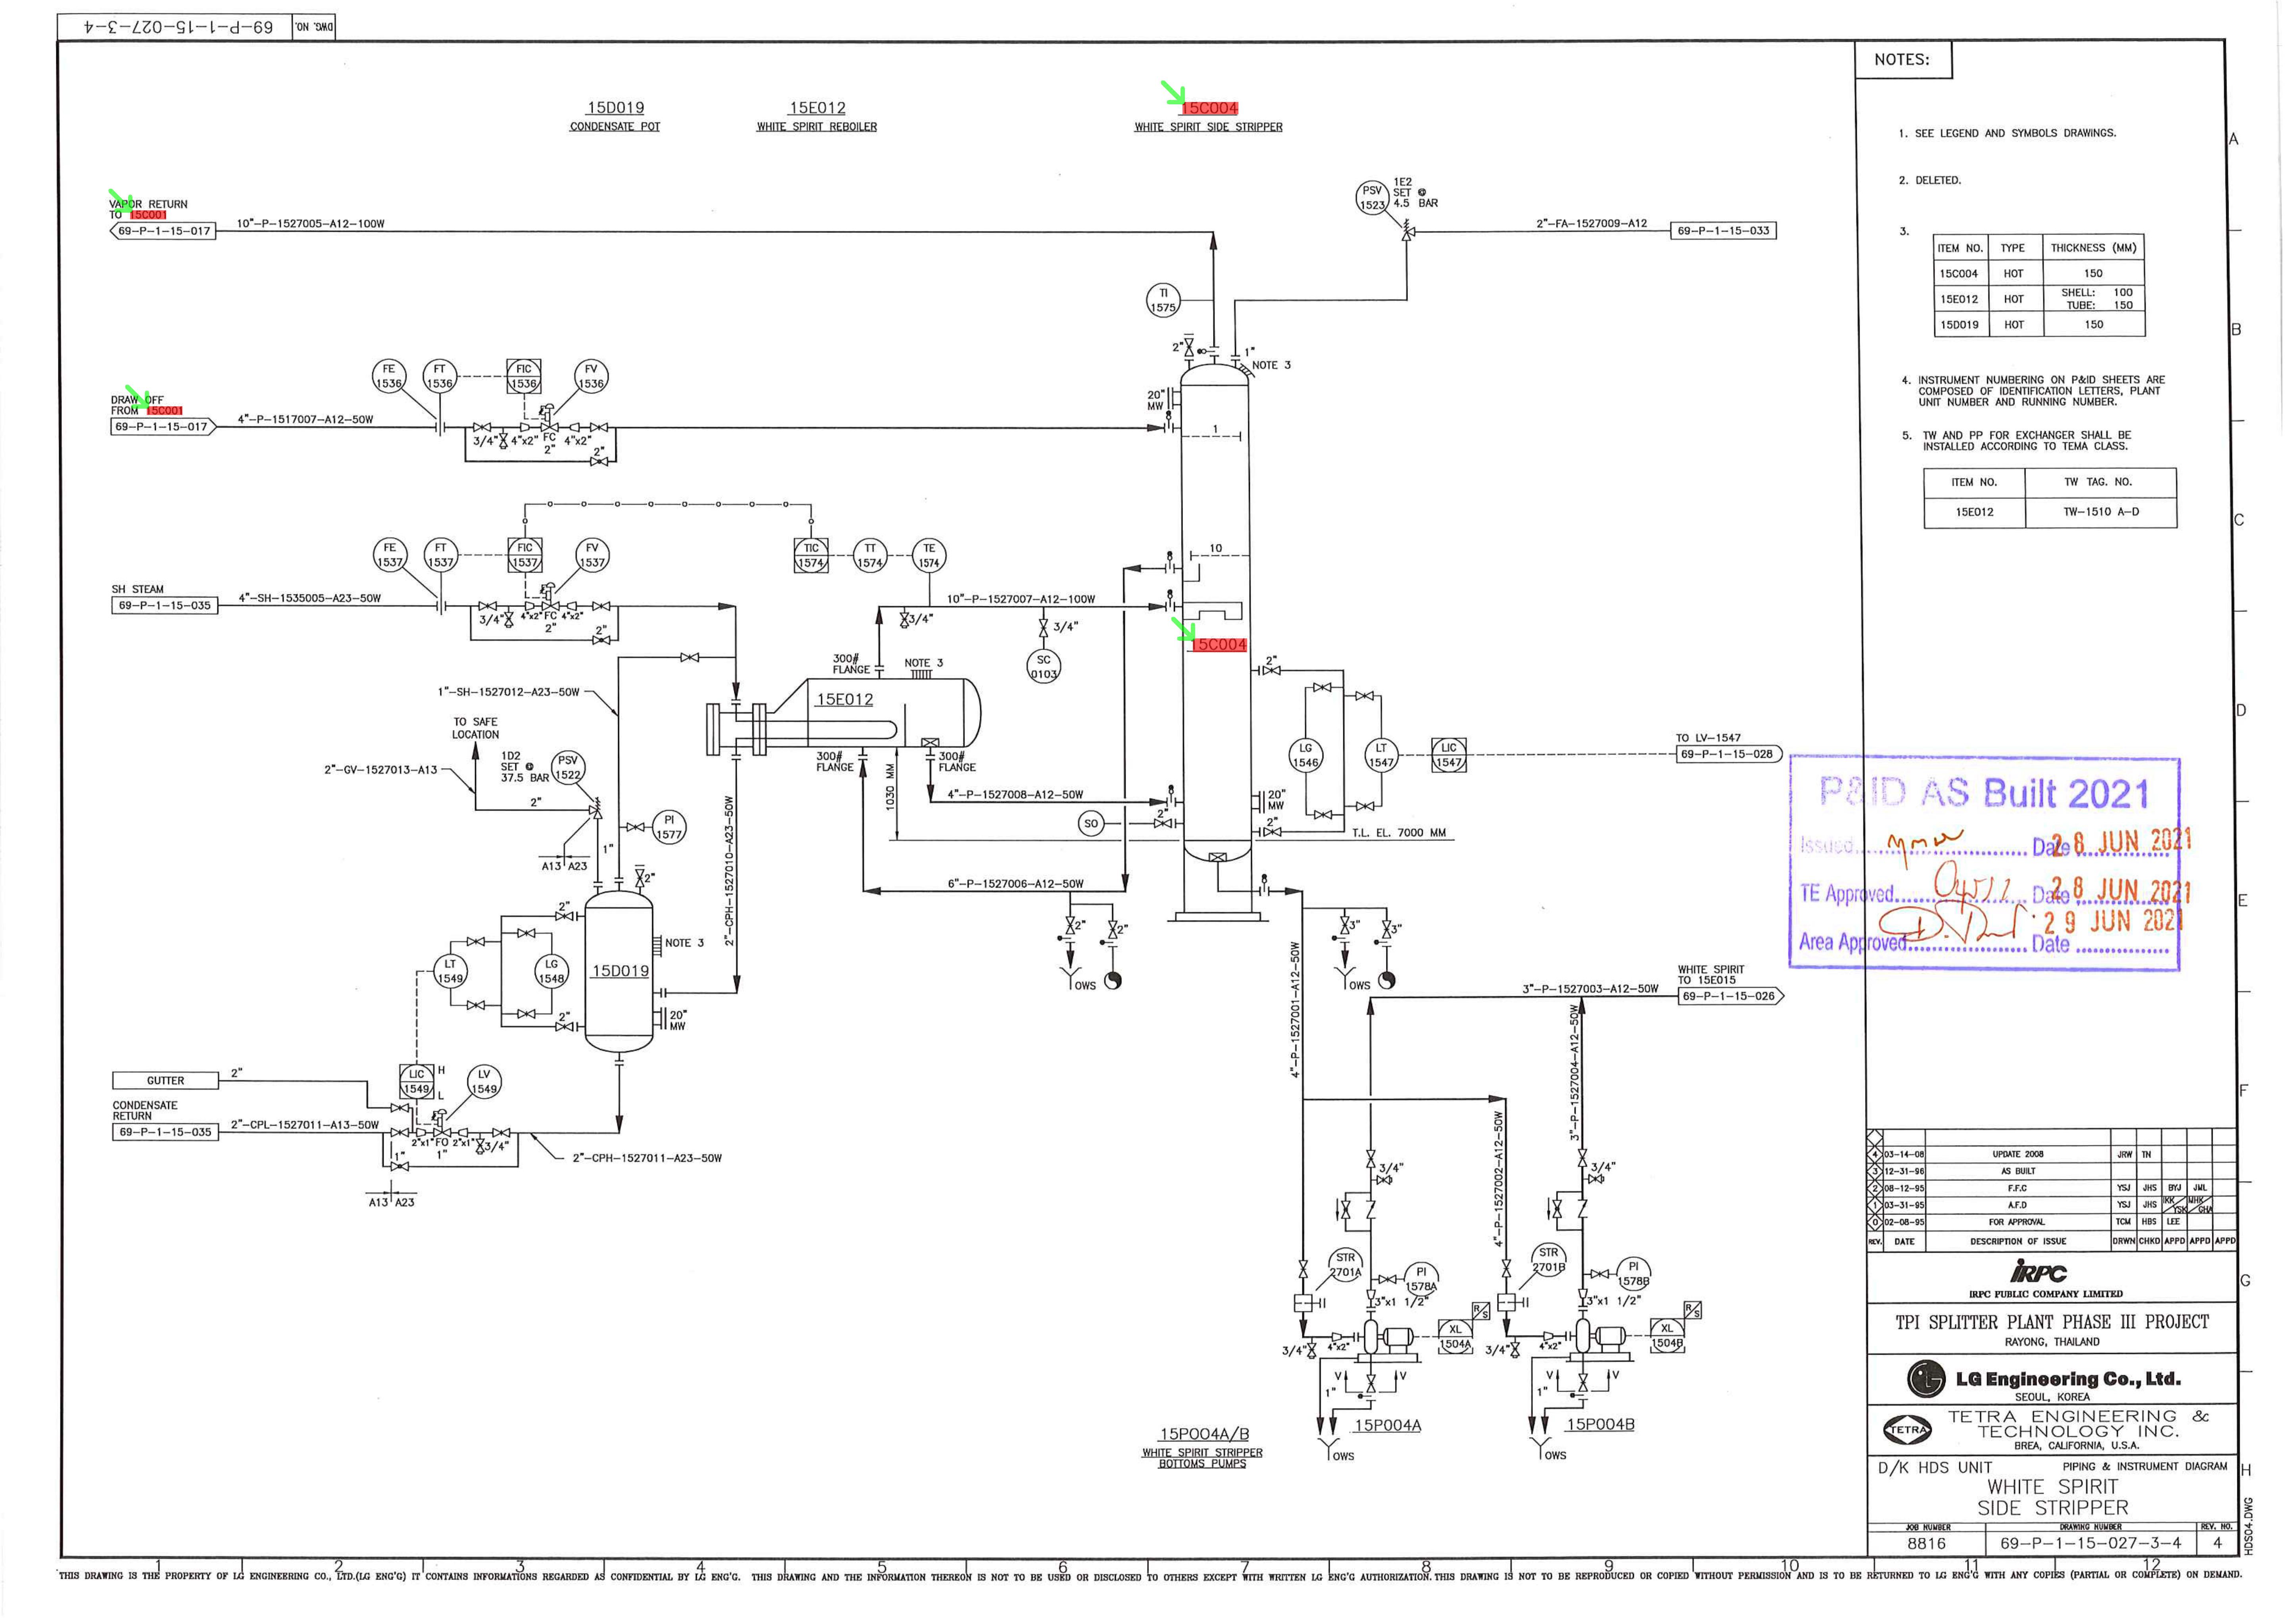 69-P-1-15-027-3-4
DWG. NO.
15D019
CONDENSATE POT
15E012
WHITE SPIRIT REBOILER
15C004
WHITE SPIRIT SIDE STRIPPER
VAPOR RETURN
TO 15C001
69-P-1-15-017
10"-P-1527005-A12-100W
PSV
1523
1E2
SET @
4.5 BAR
2"-FA-1527009-A12
69-P-1-15-033
TI
1575
2"
1"
NOTE 3
20"
MW
FE
1536
FT
1536
FIC
1536
FV
1536
DRAW OFF
FROM 15C001
69-P-1-15-017
4"-P-1517007-A12-50W
3/4"
4"x2"
FC
4"x2"
2"
2"
1
FE
1537
FT
1537
FIC
1537
FV
1537
TIC
1574
TT
1574
TE
1574
10
SH STEAM
69-P-1-15-035
4"-SH-1535005-A23-50W
3/4"
4"x2"
FC
4"x2"
2"
2"
10"-P-1527007-A12-100W
3/4"
3/4"
SC
0103
15C004
300#
FLANGE
NOTE 3
15E012
1"-SH-1527012-A23-50W
TO SAFE
LOCATION
2"-GV-1527013-A13
1D2
SET @
37.5 BAR
PSV
1522
2"
1"
A13 A23
PI
1577
2"
2"-CPH-1527010-A23-50W
300#
FLANGE
300#
FLANGE
1030 MM
4"-P-1527008-A12-50W
SO
2"
6"-P-1527006-A12-50W
2"
2"
OWS
2"
LG
1546
LT
1547
LIC
1547
TO LV-1547
69-P-1-15-028
20"
MW
2"
T.L. EL. 7000 MM
3"
3"
OWS
2"
LT
1549
LG
1548
15D019
NOTE 3
2"
20"
MW
LIC
1549
H
L
LV
1549
GUTTER
2"
CONDENSATE
RETURN
69-P-1-15-035
2"-CPL-1527011-A13-50W
2"x1"
FO
2"x1"
3/4"
1"
1"
A13 A23
2"-CPH-1527011-A23-50W
4"-P-1527001-A12-50W
WHITE SPIRIT
TO 15E015
69-P-1-15-026
3"-P-1527003-A12-50W
3"-P-1527004-A12-50W
4"-P-1527002-A12-50W
3/4"
3/4"
STR
2701A
PI
1578A
3"x1 1/2"
R/S
XL
1504A
3/4"
4"x2"
V
V
1"
OWS
15P004A
STR
2701B
PI
1578B
3"x1 1/2"
R/S
XL
1504B
3/4"
4"x2"
V
V
1"
OWS
15P004B
15P004A/B
WHITE SPIRIT STRIPPER
BOTTOMS PUMPS
NOTES:
1. SEE LEGEND AND SYMBOLS DRAWINGS.
2. DELETED.
3.
ITEM NO. TYPE THICKNESS (MM)
15C004 HOT 150
15E012 HOT SHELL: 100
TUBE: 150
15D019 HOT 150
4. INSTRUMENT NUMBERING ON P&ID SHEETS ARE
COMPOSED OF IDENTIFICATION LETTERS, PLANT
UNIT NUMBER AND RUNNING NUMBER.
5. TW AND PP FOR EXCHANGER SHALL BE
INSTALLED ACCORDING TO TEMA CLASS.
ITEM NO. TW TAG. NO.
15E012 TW-1510 A-D
P&ID AS Built 2021
Issued Date 28 JUN 2021
TE Approved Date 28 JUN 2021
Area Approved Date 29 JUN 2021
4 03-14-08 UPDATE 2008 JRW TN
3 12-31-96 AS BUILT
2 08-12-95 F.F.C YSJ JHS BYJ JWL
1 03-31-95 A.F.D YSJ JHS IKK/YSK WHK/GHA
0 02-08-95 FOR APPROVAL TCM HBS LEE
REV. DATE DESCRIPTION OF ISSUE DRWN CHKD APPD APPD APPD
IRPC
IRPC PUBLIC COMPANY LIMITED
TPI SPLITTER PLANT PHASE III PROJECT
RAYONG, THAILAND
LG Engineering Co., Ltd.
SEOUL, KOREA
TETRA
TETRA ENGINEERING &
TECHNOLOGY INC.
BREA, CALIFORNIA, U.S.A.
D/K HDS UNIT PIPING & INSTRUMENT DIAGRAM
WHITE SPIRIT
SIDE STRIPPER
JOB NUMBER DRAWING NUMBER REV. NO.
8816 69-P-1-15-027-3-4 4
HDS04.DWG
A
B
C
D
E
F
G
H
1 2 3 4 5 6 7 8 9 10 11 12
THIS DRAWING IS THE PROPERTY OF LG ENGINEERING CO., LTD.(LG ENG'G) IT CONTAINS INFORMATIONS REGARDED AS CONFIDENTIAL BY LG ENG'G. THIS DRAWING AND THE INFORMATION THEREON IS NOT TO BE USED OR DISCLOSED TO OTHERS EXCEPT WITH WRITTEN LG ENG'G AUTHORIZATION. THIS DRAWING IS NOT TO BE REPRODUCED OR COPIED WITHOUT PERMISSION AND IS TO BE RETURNED TO LG ENG'G WITH ANY COPIES (PARTIAL OR COMPLETE) ON DEMAND.